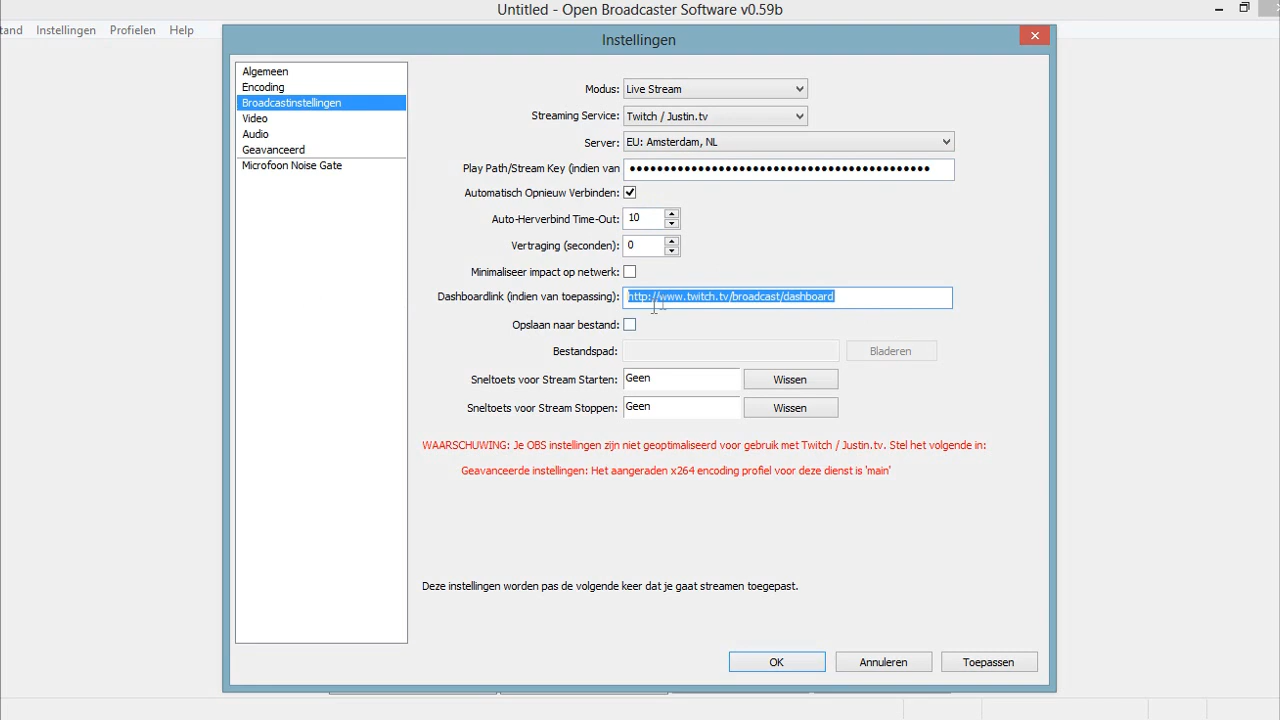 Untitled - Open Broadcaster Software v0.59b
tand Instellingen Profielen Help
Instellingen
Algemeen
Encoding
Broadcastinstellingen
Video
Audio
Geavanceerd
Microfoon Noise Gate
Modus: Live Stream
Streaming Service: Twitch / Justin.tv
Server: EU: Amsterdam, NL
Play Path/Stream Key (indien van
Automatisch Opnieuw Verbinden:
Auto-Herverbind Time-Out: 10
Vertraging (seconden): 0
Minimaliseer impact op netwerk:
Dashboardlink (indien van toepassing): http://www.twitch.tv/broadcast/dashboard
Opslaan naar bestand:
Bestandspad: Bladeren
Sneltoets voor Stream Starten: Geen Wissen
Sneltoets voor Stream Stoppen: Geen Wissen
WAARSCHUWING: Je OBS instellingen zijn niet geoptimaliseerd voor gebruik met Twitch / Justin.tv. Stel het volgende in:
Geavanceerde instellingen: Het aangeraden x264 encoding profiel voor deze dienst is 'main'
Deze instellingen worden pas de volgende keer dat je gaat streamen toegepast.
OK Annuleren Toepassen